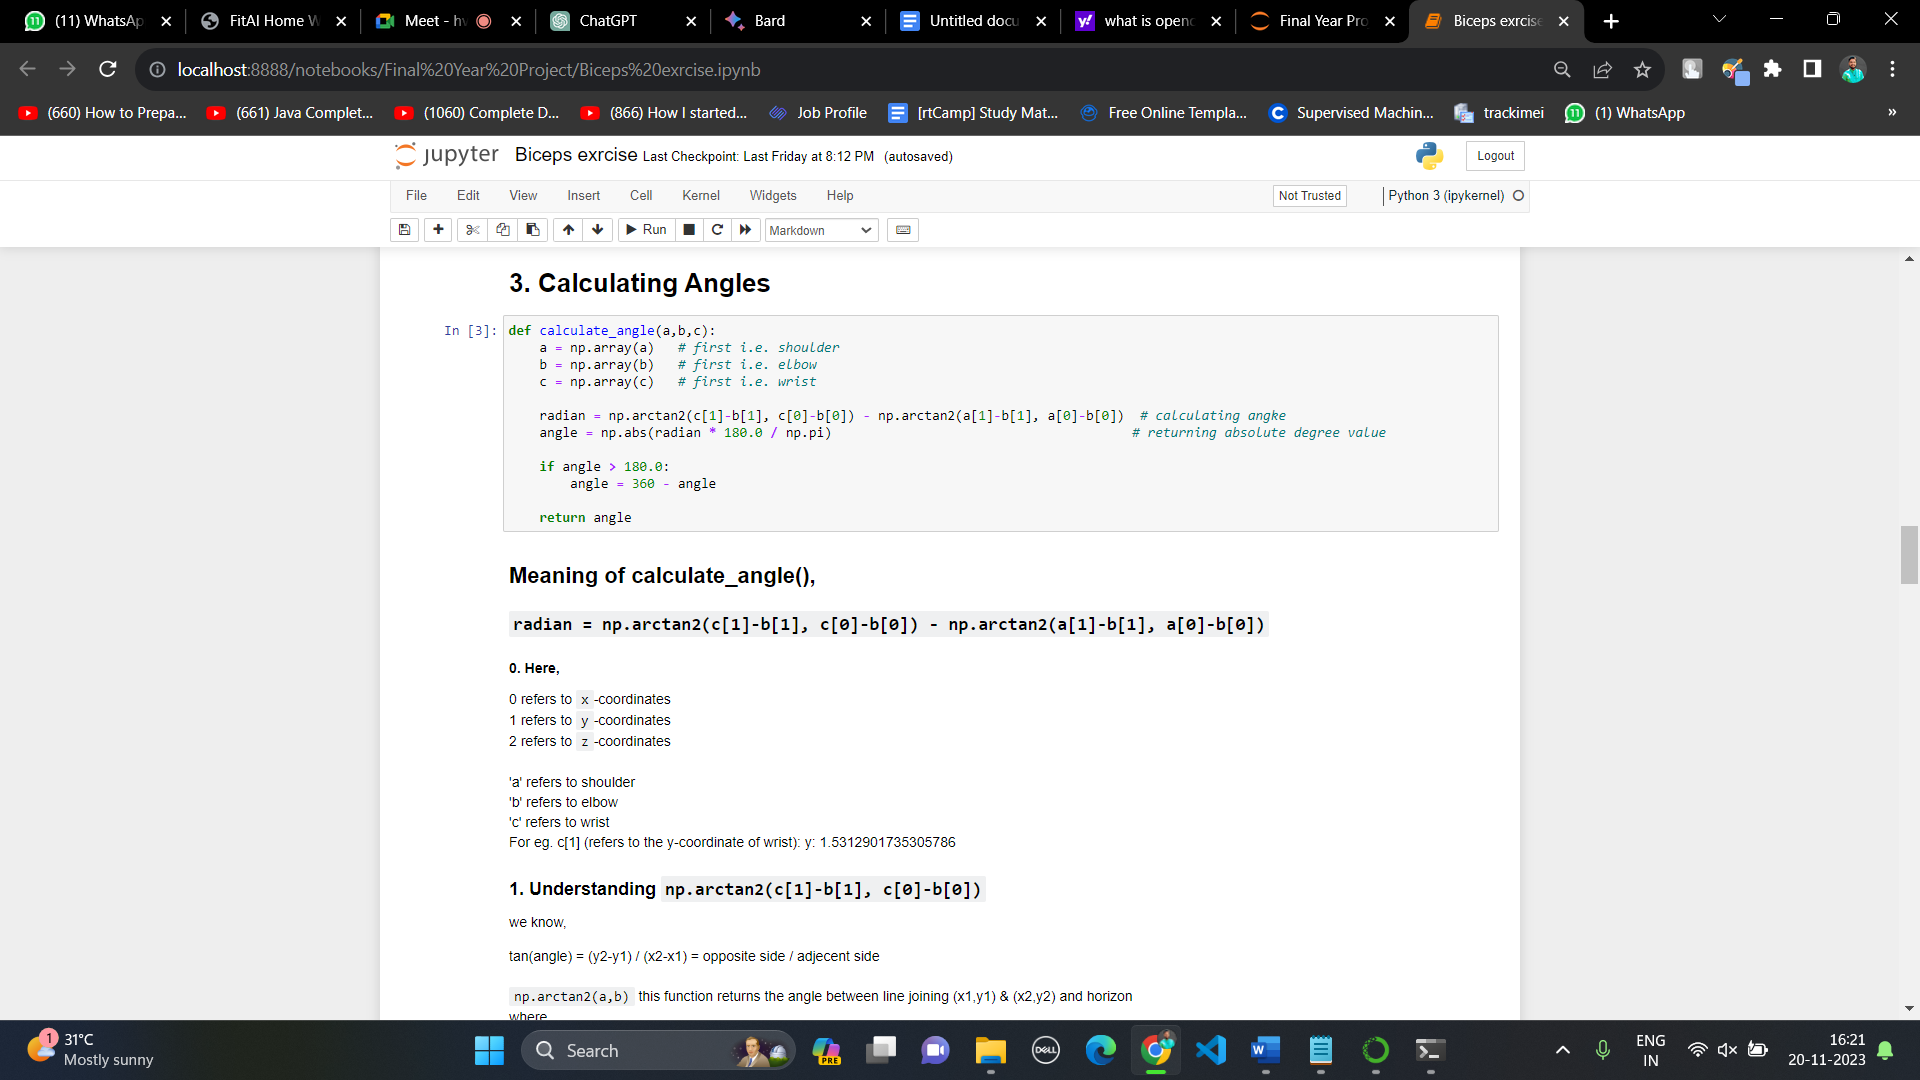 (11) WhatsAp
FitAI Home W
Meet - hv
ChatGPT
Bard
Untitled docu
what is openc
Final Year Pro
Biceps exrcise
localhost:8888/notebooks/Final%20Year%20Project/Biceps%20exrcise.ipynb
(660) How to Prepa...
(661) Java Complet...
(1060) Complete D...
(866) How I started...
Job Profile
[rtCamp] Study Mat...
Free Online Templa...
Supervised Machin...
trackimei
(1) WhatsApp
»
jupyter Biceps exrcise Last Checkpoint: Last Friday at 8:12 PM (autosaved)
Logout
File Edit View Insert Cell Kernel Widgets Help
Not Trusted
Python 3 (ipykernel)
Run
Markdown
3. Calculating Angles
In [3]: def calculate_angle(a,b,c):
a = np.array(a) # first i.e. shoulder
b = np.array(b) # first i.e. elbow
c = np.array(c) # first i.e. wrist
radian = np.arctan2(c[1]-b[1], c[0]-b[0]) - np.arctan2(a[1]-b[1], a[0]-b[0]) # calculating angke
angle = np.abs(radian * 180.0 / np.pi) # returning absolute degree value
if angle > 180.0:
angle = 360 - angle
return angle
Meaning of calculate_angle(),
radian = np.arctan2(c[1]-b[1], c[0]-b[0]) - np.arctan2(a[1]-b[1], a[0]-b[0])
0. Here,
0 refers to x -coordinates
1 refers to y -coordinates
2 refers to z -coordinates
'a' refers to shoulder
'b' refers to elbow
'c' refers to wrist
For eg. c[1] (refers to the y-coordinate of wrist): y: 1.5312901735305786
1. Understanding np.arctan2(c[1]-b[1], c[0]-b[0])
we know,
tan(angle) = (y2-y1) / (x2-x1) = opposite side / adjecent side
np.arctan2(a,b) this function returns the angle between line joining (x1,y1) & (x2,y2) and horizon
where
1
31°C
Mostly sunny
Search
PRE
DELL
ENG
IN
16:21
20-11-2023